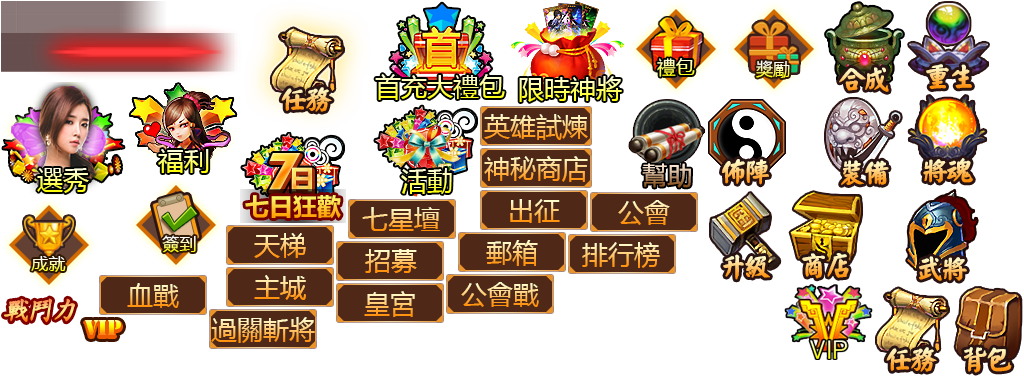 任務
首
首充大禮包
限時神將
禮包
獎勵
合成
重生
選秀
福利
7日
七日狂歡
活動
英雄試煉
神秘商店
幫助
佈陣
裝備
將魂
成就
簽到
七星壇
出征
公會
天梯
招募
郵箱
排行榜
升級
商店
武將
血戰
主城
皇宮
公會戰
戰鬥力
VIP
過關斬將
VIP
任務
背包